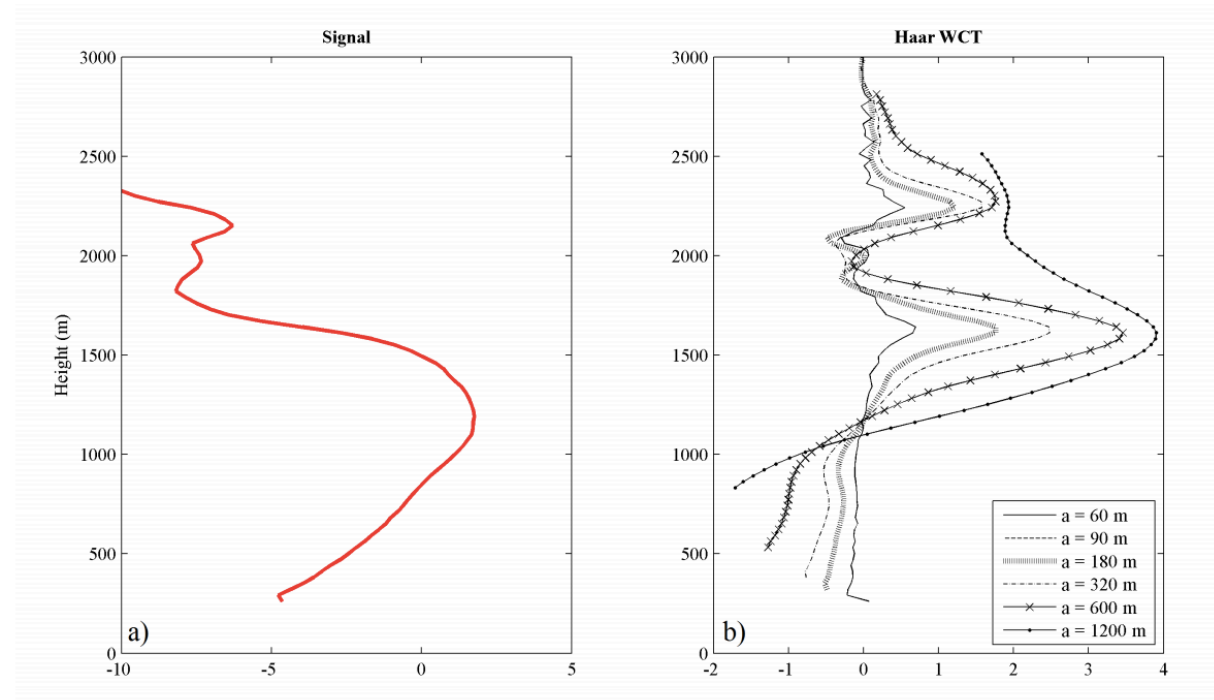 Signal
3000
2500
2000
1500
1000
500
0
Height (m)
-10
-5
0
5
a)
Haar WCT
3000
2500
2000
1500
1000
500
0
-2
-1
0
1
2
3
4
b)
a = 60 m
a = 90 m
a = 180 m
a = 320 m
a = 600 m
a = 1200 m